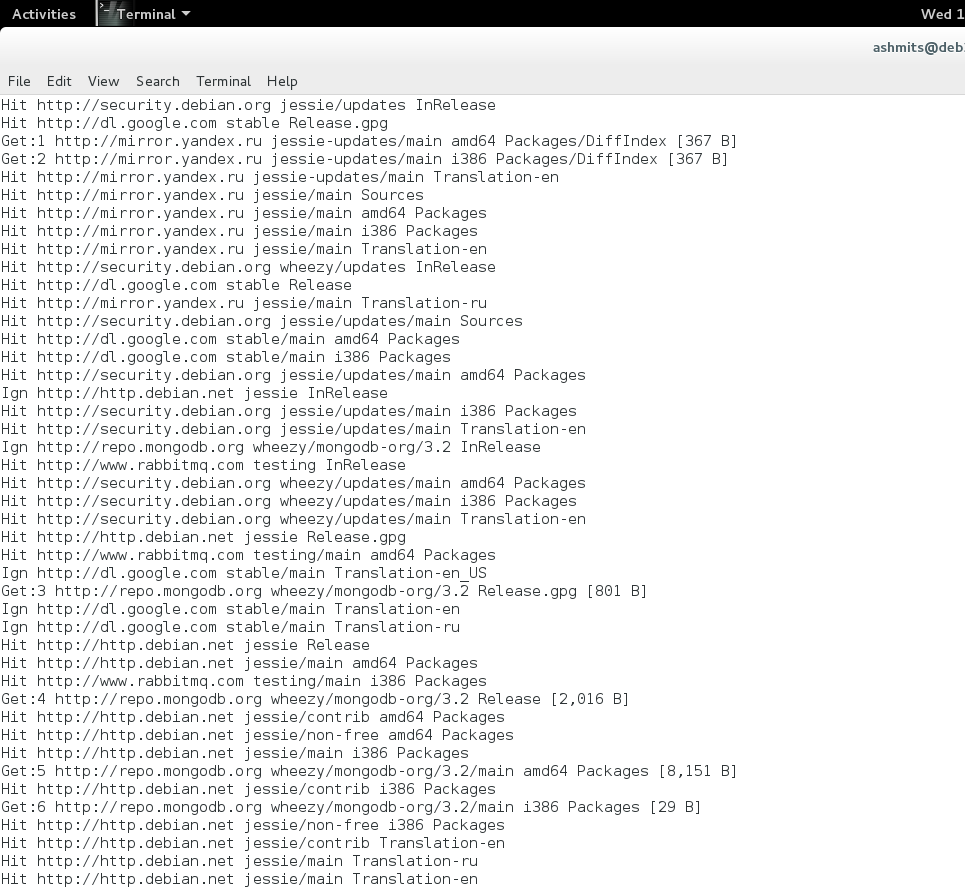 Activities Terminal Wed 1
ashmits@deb
File Edit View Search Terminal Help
Hit http://security.debian.org jessie/updates InRelease
Hit http://dl.google.com stable Release.gpg
Get:1 http://mirror.yandex.ru jessie-updates/main amd64 Packages/DiffIndex [367 B]
Get:2 http://mirror.yandex.ru jessie-updates/main i386 Packages/DiffIndex [367 B]
Hit http://mirror.yandex.ru jessie-updates/main Translation-en
Hit http://mirror.yandex.ru jessie/main Sources
Hit http://mirror.yandex.ru jessie/main amd64 Packages
Hit http://mirror.yandex.ru jessie/main i386 Packages
Hit http://mirror.yandex.ru jessie/main Translation-en
Hit http://security.debian.org wheezy/updates InRelease
Hit http://dl.google.com stable Release
Hit http://mirror.yandex.ru jessie/main Translation-ru
Hit http://security.debian.org jessie/updates/main Sources
Hit http://dl.google.com stable/main amd64 Packages
Hit http://dl.google.com stable/main i386 Packages
Hit http://security.debian.org jessie/updates/main amd64 Packages
Ign http://http.debian.net jessie InRelease
Hit http://security.debian.org jessie/updates/main i386 Packages
Hit http://security.debian.org jessie/updates/main Translation-en
Ign http://repo.mongodb.org wheezy/mongodb-org/3.2 InRelease
Hit http://www.rabbitmq.com testing InRelease
Hit http://security.debian.org wheezy/updates/main amd64 Packages
Hit http://security.debian.org wheezy/updates/main i386 Packages
Hit http://security.debian.org wheezy/updates/main Translation-en
Hit http://http.debian.net jessie Release.gpg
Hit http://www.rabbitmq.com testing/main amd64 Packages
Ign http://dl.google.com stable/main Translation-en_US
Get:3 http://repo.mongodb.org wheezy/mongodb-org/3.2 Release.gpg [801 B]
Ign http://dl.google.com stable/main Translation-en
Ign http://dl.google.com stable/main Translation-ru
Hit http://http.debian.net jessie Release
Hit http://http.debian.net jessie/main amd64 Packages
Hit http://www.rabbitmq.com testing/main i386 Packages
Get:4 http://repo.mongodb.org wheezy/mongodb-org/3.2 Release [2,016 B]
Hit http://http.debian.net jessie/contrib amd64 Packages
Hit http://http.debian.net jessie/non-free amd64 Packages
Hit http://http.debian.net jessie/main i386 Packages
Get:5 http://repo.mongodb.org wheezy/mongodb-org/3.2/main amd64 Packages [8,151 B]
Hit http://http.debian.net jessie/contrib i386 Packages
Get:6 http://repo.mongodb.org wheezy/mongodb-org/3.2/main i386 Packages [29 B]
Hit http://http.debian.net jessie/non-free i386 Packages
Hit http://http.debian.net jessie/contrib Translation-en
Hit http://http.debian.net jessie/main Translation-ru
Hit http://http.debian.net jessie/main Translation-en